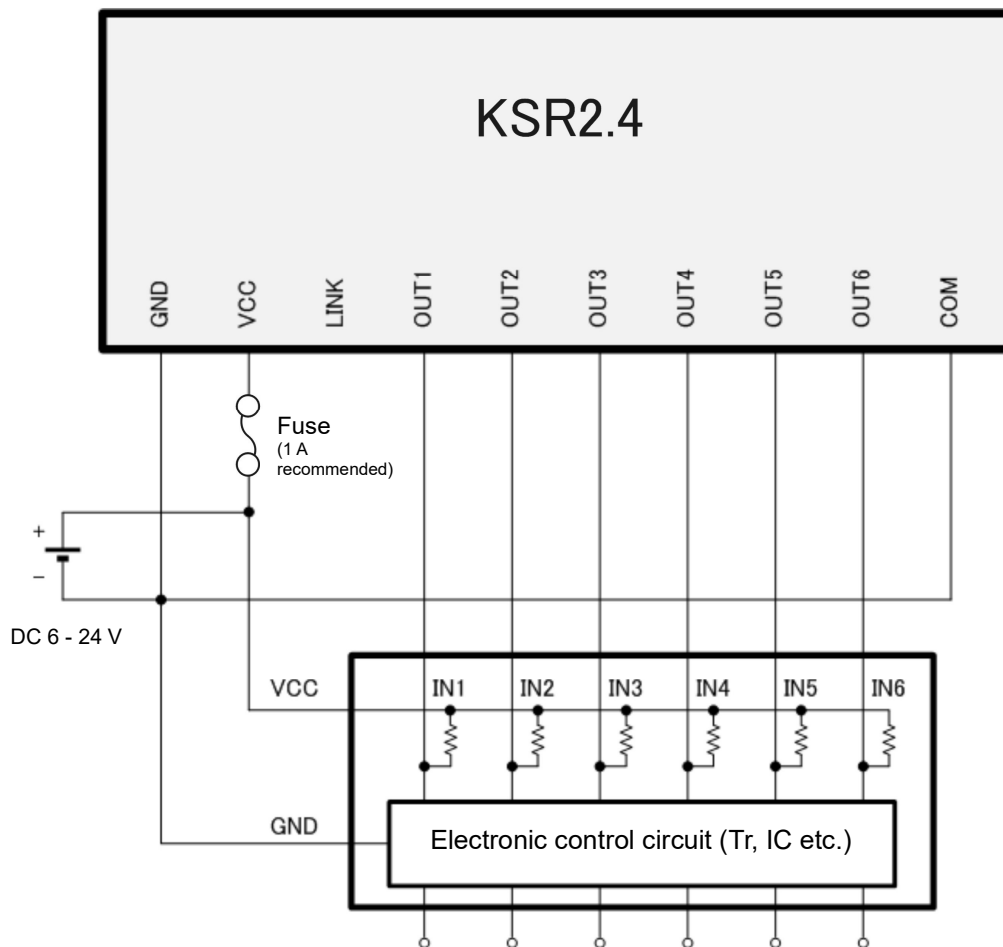 KSR2.4
GND
VCC
LINK
OUT1
OUT2
OUT3
OUT4
OUT5
OUT6
COM
Fuse
(1 A
recommended)
+
−
DC 6 - 24 V
VCC
IN1
IN2
IN3
IN4
IN5
IN6
GND
Electronic control circuit (Tr, IC etc.)